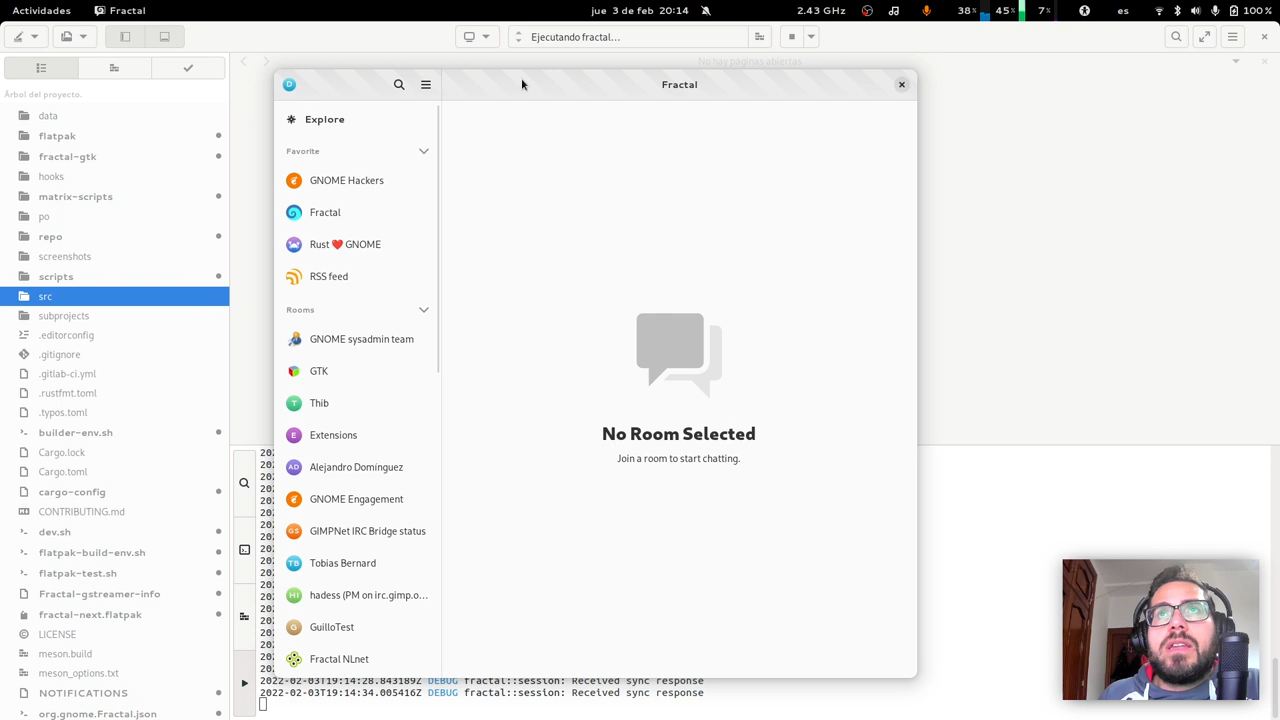 Actividades Fractal jue 3 de feb 20:14 2.43 GHz 38% 45% 7% es 100%
Ejecutando fractal...
No hay páginas abiertas
Árbol del proyecto.
data
flatpak
fractal-gtk
hooks
matrix-scripts
po
repo
screenshots
scripts
src
subprojects
.editorconfig
.gitignore
.gitlab-ci.yml
.rustfmt.toml
.typos.toml
builder-env.sh
Cargo.lock
Cargo.toml
cargo-config
CONTRIBUTING.md
dev.sh
flatpak-build-env.sh
flatpak-test.sh
Fractal-gstreamer-info
fractal-next.flatpak
LICENSE
meson.build
meson_options.txt
NOTIFICATIONS
org.gnome.Fractal.json
D
Fractal
Explore
Favorite
GNOME Hackers
Fractal
Rust ❤️ GNOME
RSS feed
Rooms
GNOME sysadmin team
GTK
T Thib
E Extensions
AD Alejandro Domínguez
GNOME Engagement
GS GIMPNet IRC Bridge status
TB Tobias Bernard
H( hadess (PM on irc.gimp.o...
G GuilloTest
Fractal NLnet
No Room Selected
Join a room to start chatting.
2022-02-03T19:14:28.843189Z DEBUG fractal::session: Received sync response
2022-02-03T19:14:34.005416Z DEBUG fractal::session: Received sync response